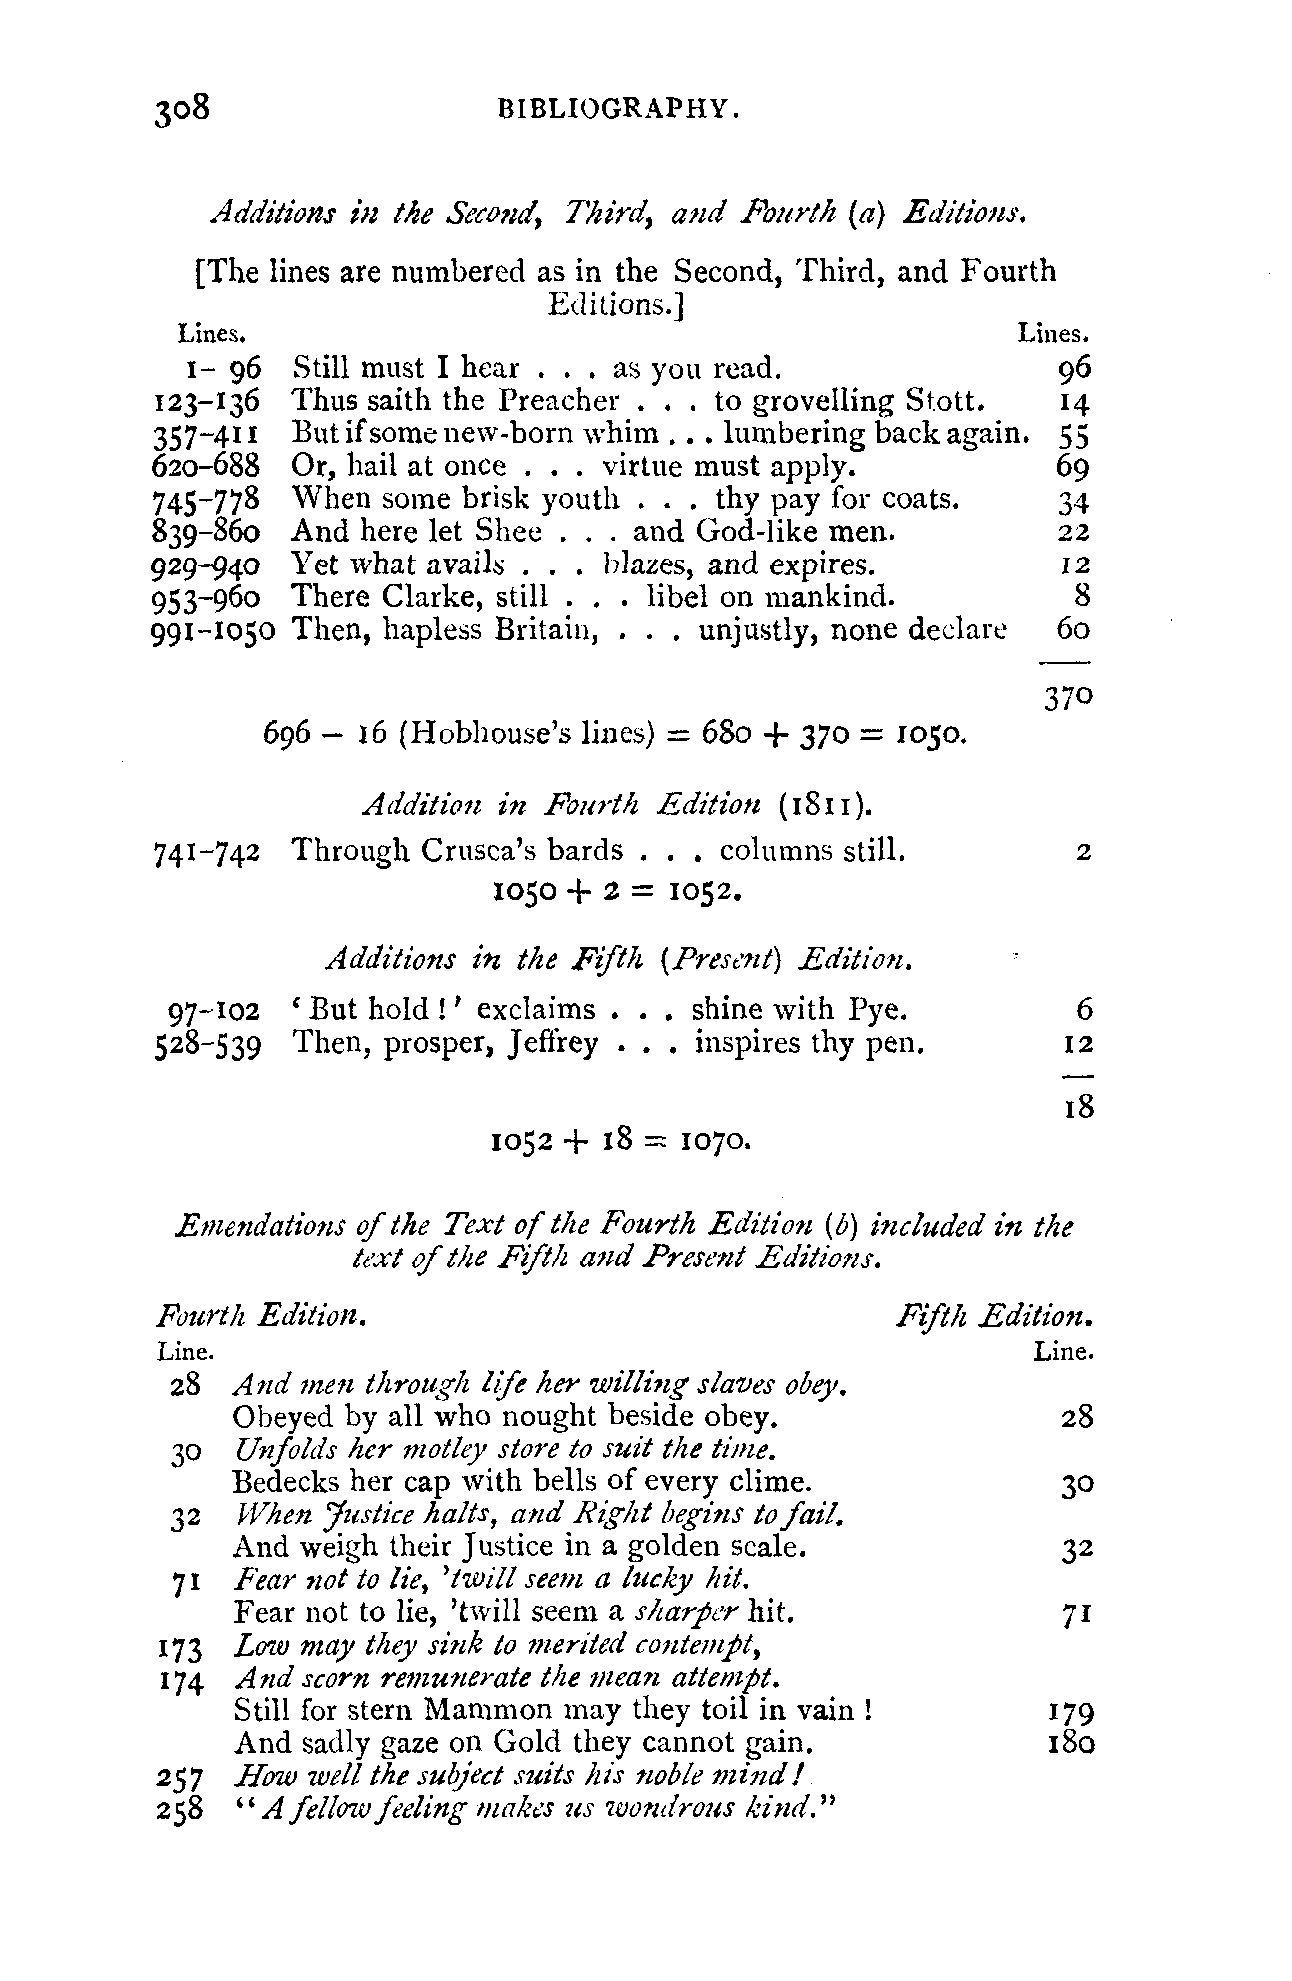 308 BIBLIOGRAPHY.
Additions in the Second, Third, and Fourth (a) Editions.
[The lines are numbered as in the Second, Third, and Fourth
Editions.]
Lines. Lines.
1- 96 Still must I hear . . . as you read. 96
123-136 Thus saith the Preacher . . . to grovelling Stott. 14
357-411 But if some new-born whim . . . lumbering back again. 55
620-688 Or, hail at once . . . virtue must apply. 69
745-778 When some brisk youth . . . thy pay for coats. 34
839-860 And here let Shee . . . and God-like men. 22
929-940 Yet what avails . . . blazes, and expires. 12
953-960 There Clarke, still . . . libel on mankind. 8
991-1050 Then, hapless Britain, . . . unjustly, none declare 60
370
696 – 16 (Hobhouse's lines) = 680 + 370 = 1050.
Addition in Fourth Edition (1811).
741-742 Through Crusca's bards . . . columns still. 2
1050 + 2 = 1052.
Additions in the Fifth (Present) Edition.
97-102 ‘But hold!’ exclaims . . . shine with Pye. 6
528-539 Then, prosper, Jeffrey . . . inspires thy pen. 12
18
1052 + 18 = 1070.
Emendations of the Text of the Fourth Edition (b) included in the
text of the Fifth and Present Editions.
Fourth Edition. Fifth Edition.
Line. Line.
28 And men through life her willing slaves obey.
Obeyed by all who nought beside obey. 28
30 Unfolds her motley store to suit the time.
Bedecks her cap with bells of every clime. 30
32 When Justice halts, and Right begins to fail.
And weigh their Justice in a golden scale. 32
71 Fear not to lie, 'twill seem a lucky hit.
Fear not to lie, 'twill seem a sharper hit. 71
173 Low may they sink to merited contempt,
174 And scorn remunerate the mean attempt.
Still for stern Mammon may they toil in vain! 179
And sadly gaze on Gold they cannot gain. 180
257 How well the subject suits his noble mind!
258 “A fellow feeling makes us wondrous kind.”